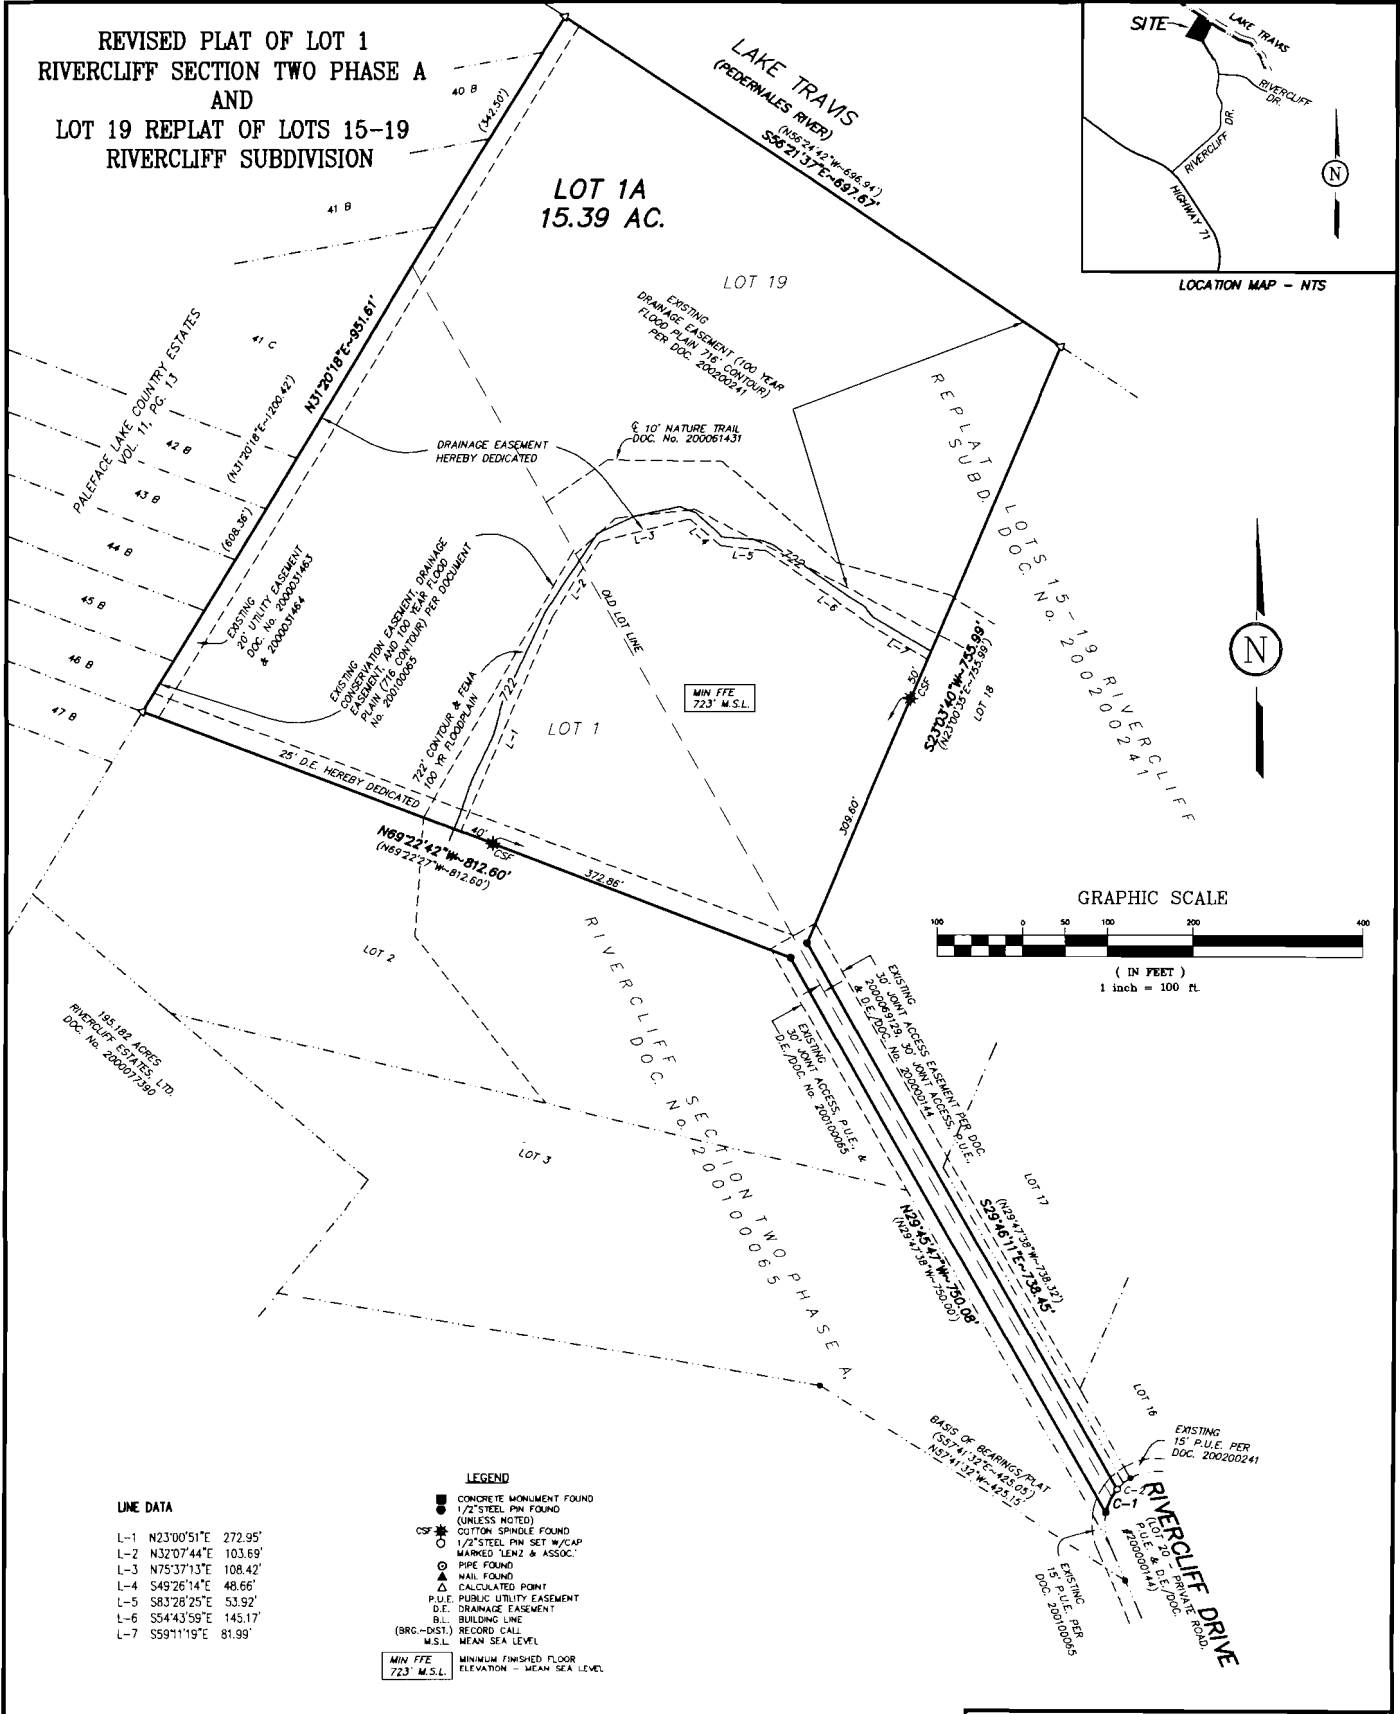 REVISED PLAT OF LOT 1
RIVERCLIFF SECTION TWO PHASE A
AND
LOT 19 REPLAT OF LOTS 15-19
RIVERCLIFF SUBDIVISION
SITE
LAKE TRAVIS
RIVERCLIFF
DR.
RIVERCLIFF DR.
HIGHWAY 71
N
LOCATION MAP - NTS
LAKE TRAVIS
(PEDERNALES RIVER)
(N56°24'42"W~696.94')
S56°21'37"E~697.67'
40 B
(342.50')
LOT 1A
15.39 AC.
41 B
LOT 19
EXISTING
DRAINAGE EASEMENT (100 YEAR
FLOOD PLAIN 716' CONTOUR)
PER DOC. 200200241
41 C
PALEFACE LAKE COUNTRY ESTATES
VOL. 11, PG. 13
N31°20'18"E~951.61'
(N31°20'18"E~1200.42')
42 B
43 B
44 B
45 B
46 B
47 B
(608.36')
DRAINAGE EASEMENT
HEREBY DEDICATED
℄ 10' NATURE TRAIL
DOC. No. 200061431
REPLAT LOTS 15-19 RIVERCLIFF
SUBD. DOC. No. 200200241
EXISTING
20' UTILITY EASEMENT
DOC. No. 2000031463
& 2000031464
EXISTING
CONSERVATION EASEMENT, DRAINAGE
EASEMENT, AND 100 YEAR FLOOD
PLAIN (716 CONTOUR) PER DOCUMENT
No. 200100065
L-3
L-4
L-5
722
L-2
L-6
L-7
OLD LOT LINE
50'
CSF
S23°03'40"W~755.99'
(N23°00'35"E~755.99')
LOT 18
MIN FFE
723' M.S.L.
722
L-1
LOT 1
722' CONTOUR & FEMA
100 YR FLOODPLAIN
25' D.E. HEREBY DEDICATED
40'
CSF
N69°22'42"W~812.60'
(N69°22'27"W~812.60')
372.86'
309.60'
N
GRAPHIC SCALE
100 0 50 100 200 400
( IN FEET )
1 inch = 100 ft.
LOT 2
195.182 ACRES
RIVERCLIFF ESTATES, LTD.
DOC. No. 2000077390
RIVERCLIFF SECTION TWO PHASE A
DOC. No. 200100065
EXISTING
30' JOINT ACCESS EASEMENT PER DOC.
2000069129, 30' JOINT ACCESS, P.U.E.,
& D.E./DOC. No. 200000144
EXISTING
30' JOINT ACCESS, P.U.E., &
D.E./DOC. No. 200100065
LOT 3
LOT 17
(N29°47'38"W~738.32')
S29°46'11"E~738.45'
N29°45'47"W~750.08'
(N29°47'38"W~750.00')
LOT 16
BASIS OF BEARINGS/PLAT
(S57°41'32"E~425.05')
N57°41'32"W~425.15'
EXISTING
15' P.U.E. PER
DOC. 200200241
C-2
C-1
RIVERCLIFF DRIVE
(LOT 20 - PRIVATE ROAD,
P.U.E. & D.E./DOC.
#200000144)
EXISTING
15' P.U.E. PER
DOC. 200100065
LINE DATA
L-1 N23°00'51"E 272.95'
L-2 N32°07'44"E 103.69'
L-3 N75°37'13"E 108.42'
L-4 S49°26'14"E 48.66'
L-5 S83°28'25"E 53.92'
L-6 S54°43'59"E 145.17'
L-7 S59°11'19"E 81.99'
LEGEND
CONCRETE MONUMENT FOUND
1/2" STEEL PIN FOUND
(UNLESS NOTED)
CSF COTTON SPINDLE FOUND
1/2" STEEL PIN SET W/CAP
MARKED 'LENZ & ASSOC.'
PIPE FOUND
NAIL FOUND
CALCULATED POINT
P.U.E. PUBLIC UTILITY EASEMENT
D.E. DRAINAGE EASEMENT
B.L. BUILDING LINE
(BRG.~DIST.) RECORD CALL
M.S.L. MEAN SEA LEVEL
MIN FFE MINIMUM FINISHED FLOOR
723' M.S.L. ELEVATION - MEAN SEA LEVEL